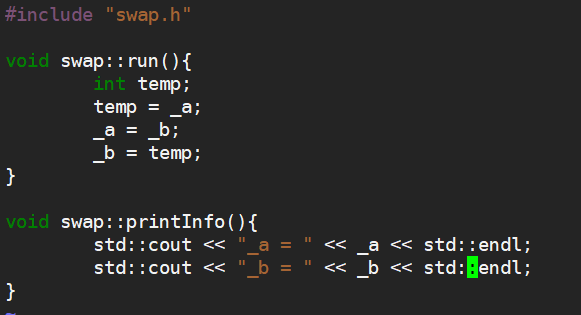 #include "swap.h"
void swap::run(){
int temp;
temp = _a;
_a = _b;
_b = temp;
}
void swap::printInfo(){
std::cout << "_a = " << _a << std::endl;
std::cout << "_b = " << _b << std::endl;
}
~